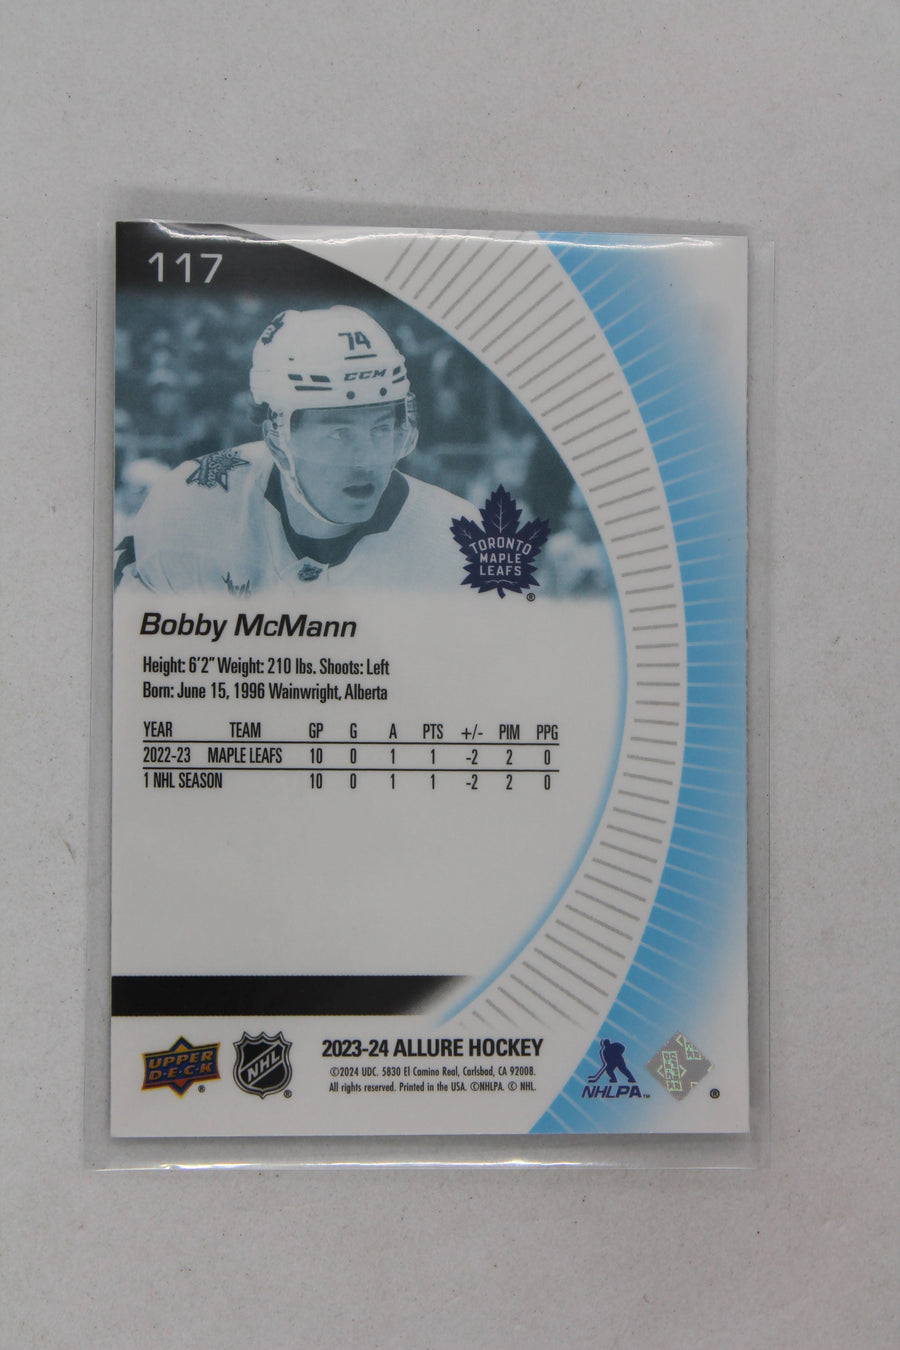 117
74
CCM
TORONTO
MAPLE
LEAFS
®
Bobby McMann
Height: 6'2" Weight: 210 lbs. Shoots: Left
Born: June 15, 1996 Wainwright, Alberta
YEAR TEAM GP G A PTS +/- PIM PPG
2022-23 MAPLE LEAFS 10 0 1 1 -2 2 0
1 NHL SEASON 10 0 1 1 -2 2 0
UPPER
DECK
®
NHL
®
2023-24 ALLURE HOCKEY
©2024 UDC. 5830 El Camino Real, Carlsbad, CA 92008.
All rights reserved. Printed in the USA. ©NHLPA. © NHL.
NHLPA™
®